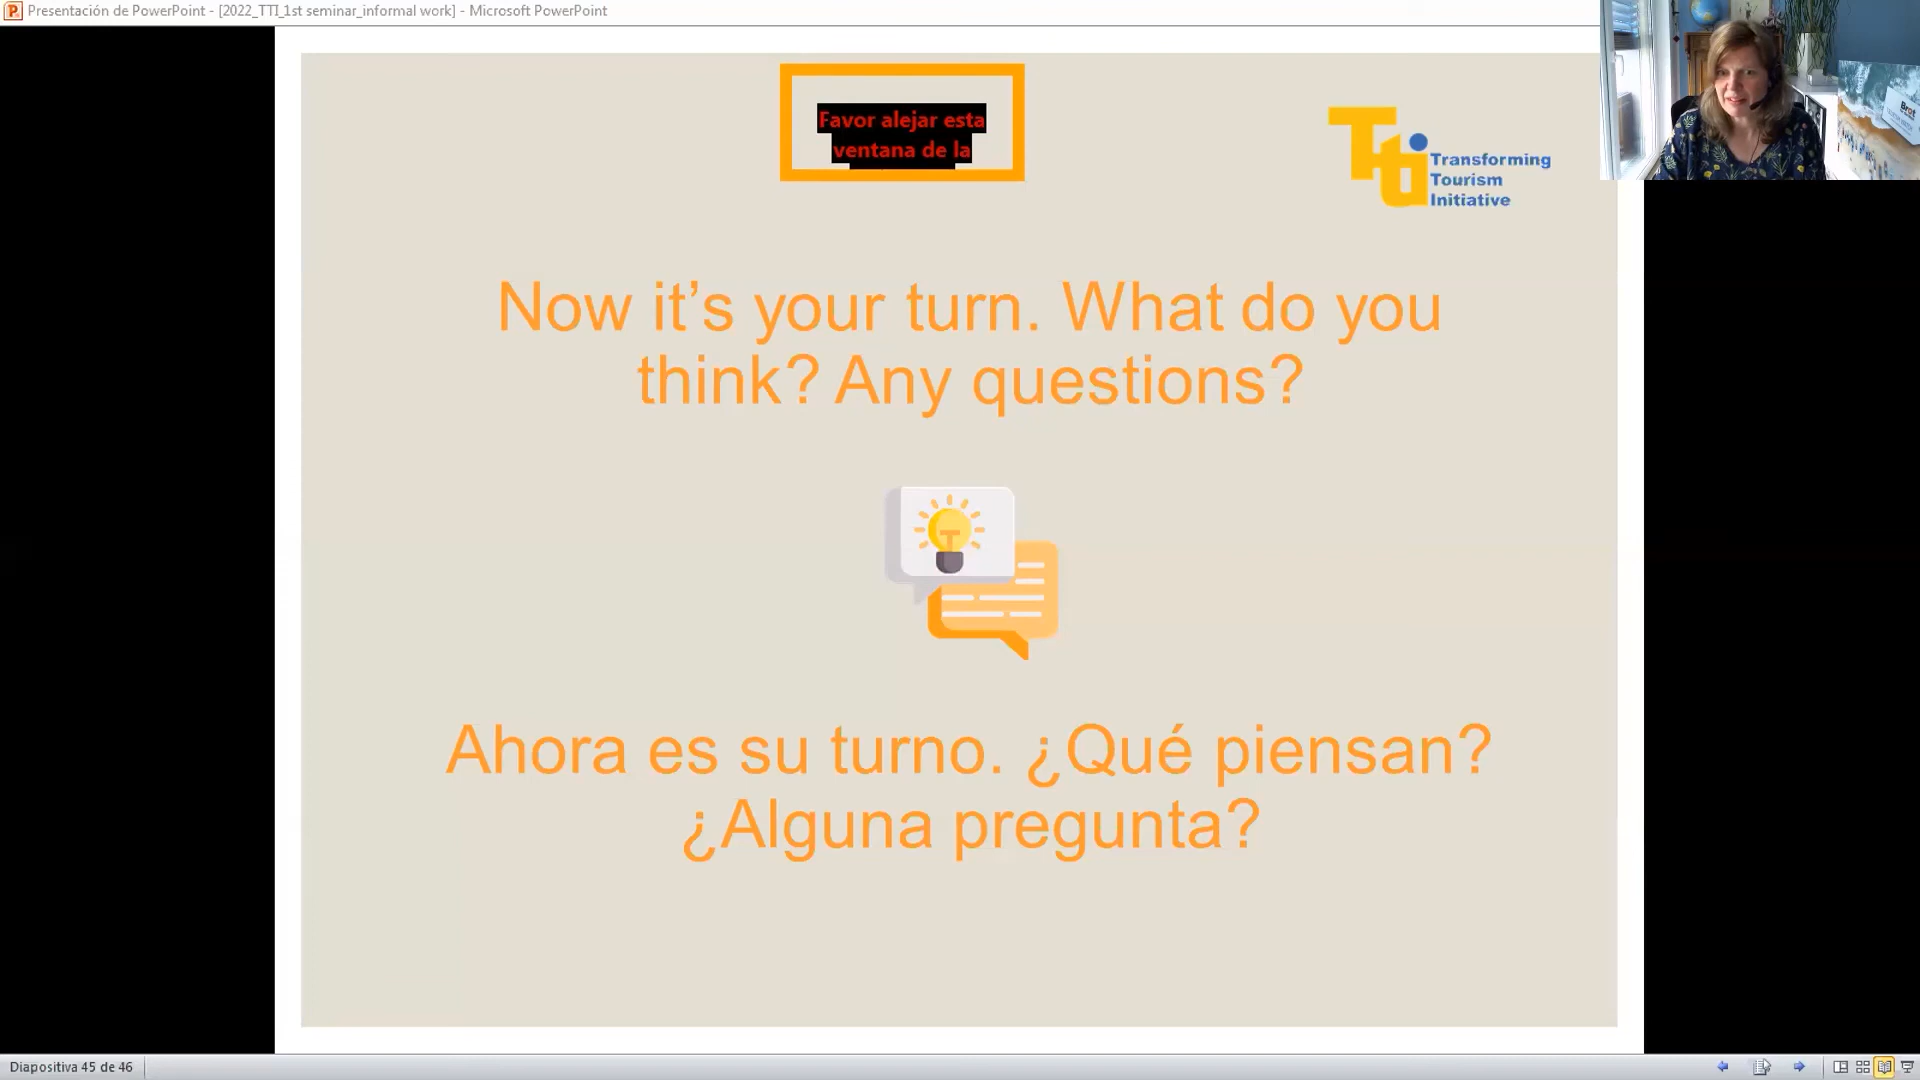 Presentación de PowerPoint - [2022_TTI_1st seminar_informal work] - Microsoft PowerPoint
Favor alejar esta
ventana de la
Tti
Transforming
Tourism
Initiative
Brot
Now it's your turn. What do you
think? Any questions?
Ahora es su turno. ¿Qué piensan?
¿Alguna pregunta?
Diapositiva 45 de 46